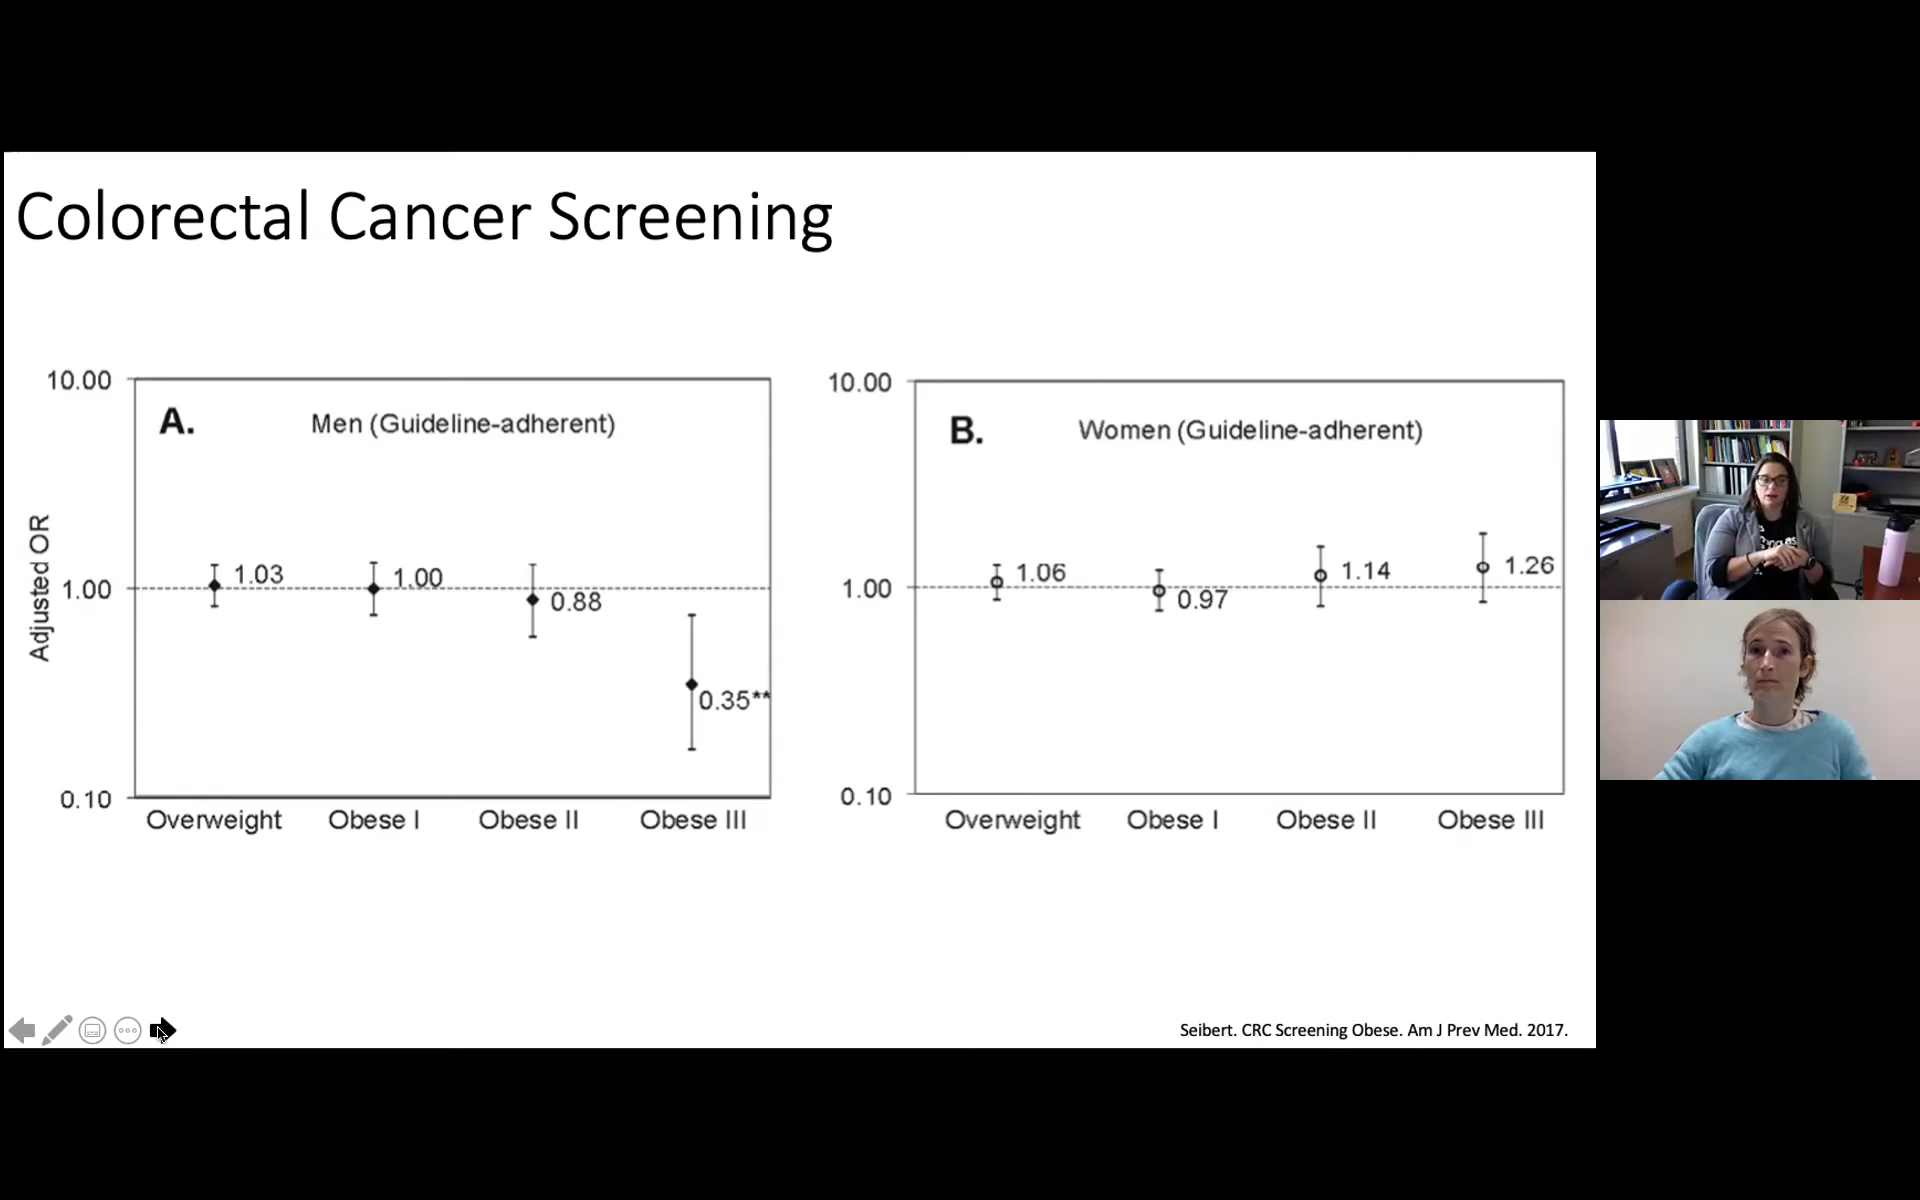 Colorectal Cancer Screening
10.00
A.
Men (Guideline-adherent)
Adjusted OR
1.03
1.00
1.00
0.88
0.35**
0.10
Overweight
Obese I
Obese II
Obese III
10.00
B.
Women (Guideline-adherent)
1.00
1.06
0.97
1.14
1.26
0.10
Overweight
Obese I
Obese II
Obese III
Seibert. CRC Screening Obese. Am J Prev Med. 2017.